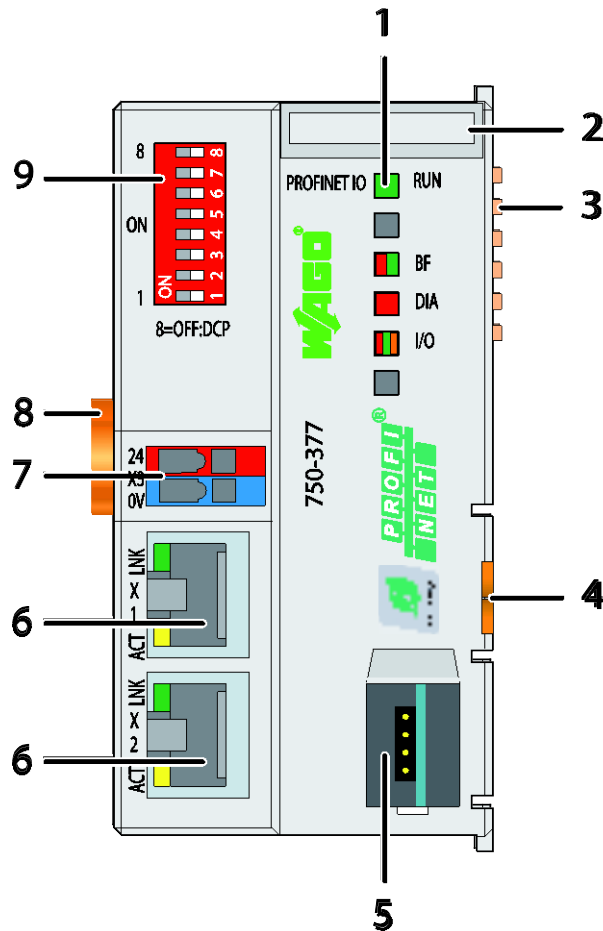 1
2
3
4
5
6
6
7
8
9
8
ON
1
8
7
6
5
4
3
2
1
ON
8=OFF:DCP
PROFINET IO
RUN
BF
DIA
I/O
WAGO®
750-377
PROFI®
NET
24
X3
0V
LNK
X
1
ACT
LNK
X
2
ACT